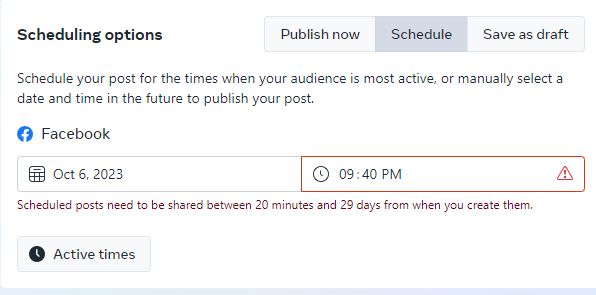 Scheduling options
Publish now
Schedule
Save as draft
Schedule your post for the times when your audience is most active, or manually select a
date and time in the future to publish your post.
Facebook
Oct 6, 2023
09:40 PM
Scheduled posts need to be shared between 20 minutes and 29 days from when you create them.
Active times